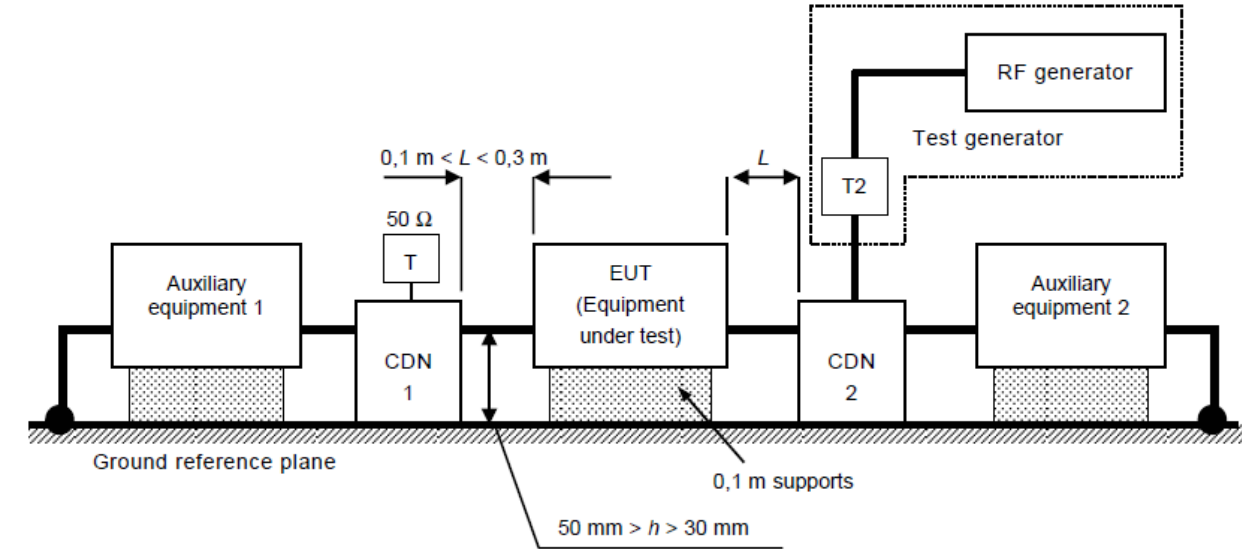 RF generator
Test generator
0,1 m < L < 0,3 m
L
T2
50 Ω
T
Auxiliary
equipment 1
EUT
(Equipment
under test)
Auxiliary
equipment 2
CDN
1
CDN
2
Ground reference plane
0,1 m supports
50 mm > h > 30 mm